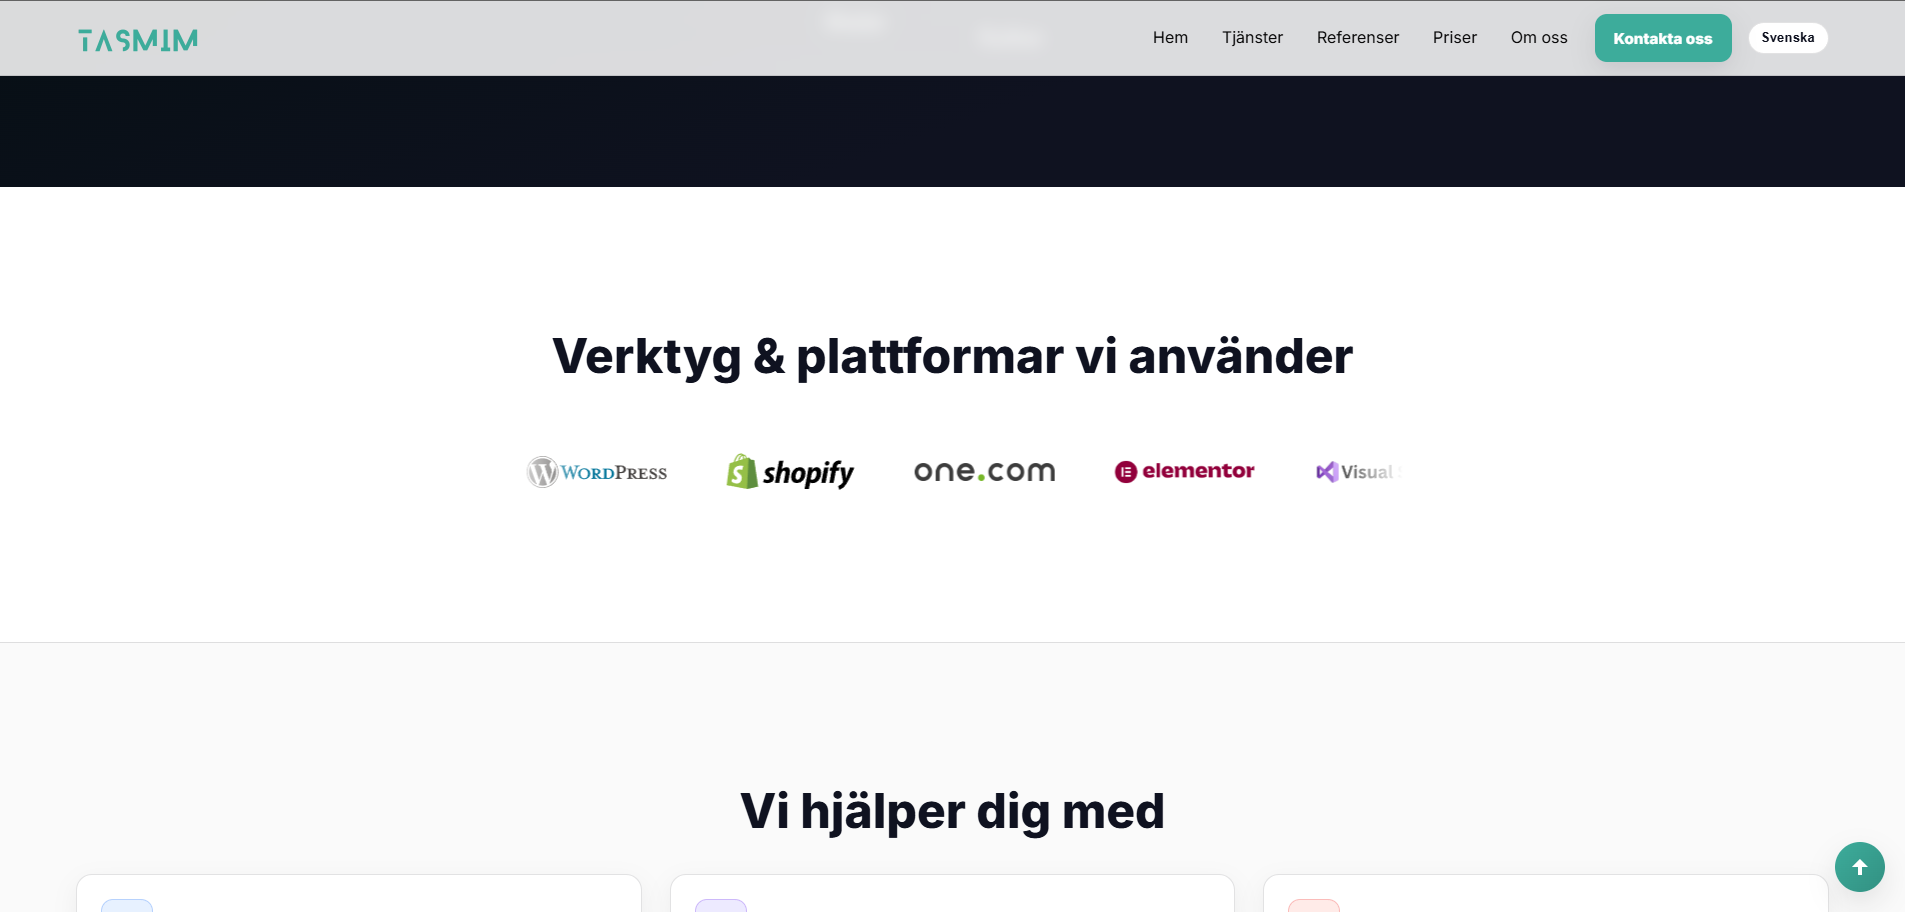 TASMIM
Hem
Tjänster
Referenser
Priser
Om oss
Kontakta oss
Svenska
Verktyg & plattformar vi använder
WORDPRESS
shopify
one.com
elementor
Visual
Vi hjälper dig med